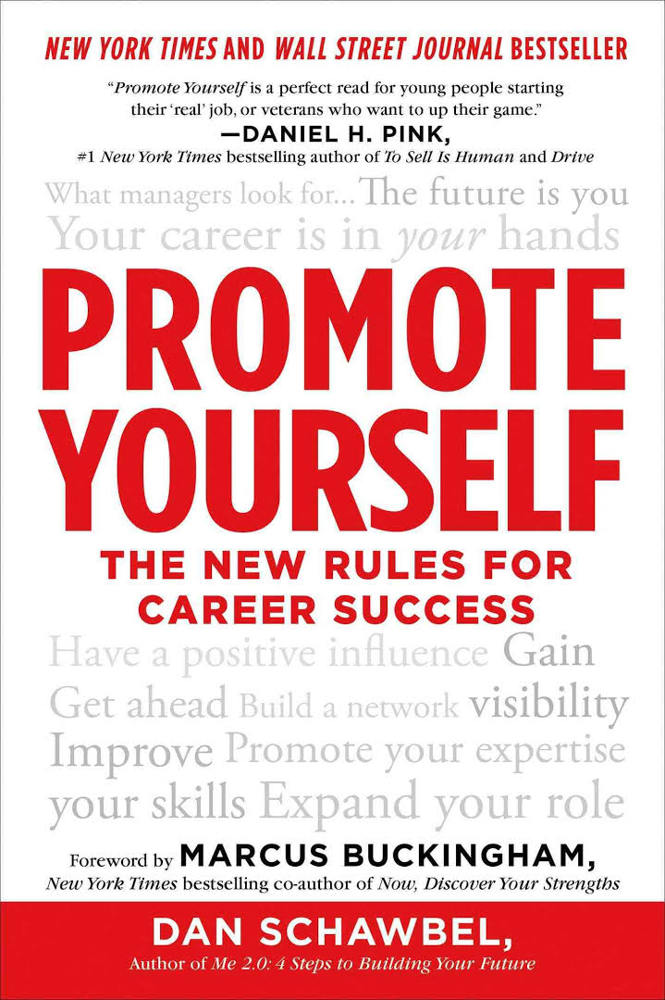 NEW YORK TIMES AND WALL STREET JOURNAL BESTSELLER
“Promote Yourself is a perfect read for young people starting
their ‘real’ job, or veterans who want to up their game.”
—DANIEL H. PINK,
#1 New York Times bestselling author of To Sell Is Human and Drive
What managers look for... The future is you
Your career is in your hands
PROMOTE
YOURSELF
THE NEW RULES FOR
CAREER SUCCESS
Have a positive influence Gain
Get ahead Build a network visibility
Improve Promote your expertise
your skills Expand your role
Foreword by MARCUS BUCKINGHAM,
New York Times bestselling co-author of Now, Discover Your Strengths
DAN SCHAWBEL,
Author of Me 2.0: 4 Steps to Building Your Future